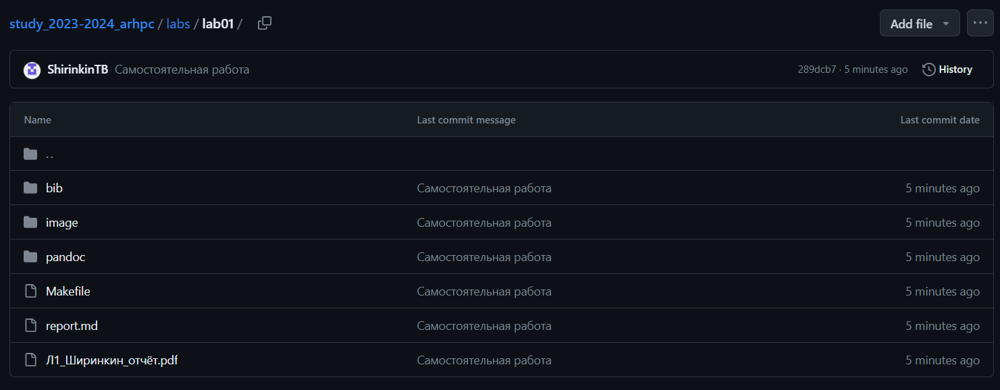 study_2023-2024_arhpc / labs / lab01 /
Add file
ShirinkinTB Самостоятельная работа 289dcb7 · 5 minutes ago History
Name Last commit message Last commit date
..
bib Самостоятельная работа 5 minutes ago
image Самостоятельная работа 5 minutes ago
pandoc Самостоятельная работа 5 minutes ago
Makefile Самостоятельная работа 5 minutes ago
report.md Самостоятельная работа 5 minutes ago
Л1_Ширинкин_отчёт.pdf Самостоятельная работа 5 minutes ago